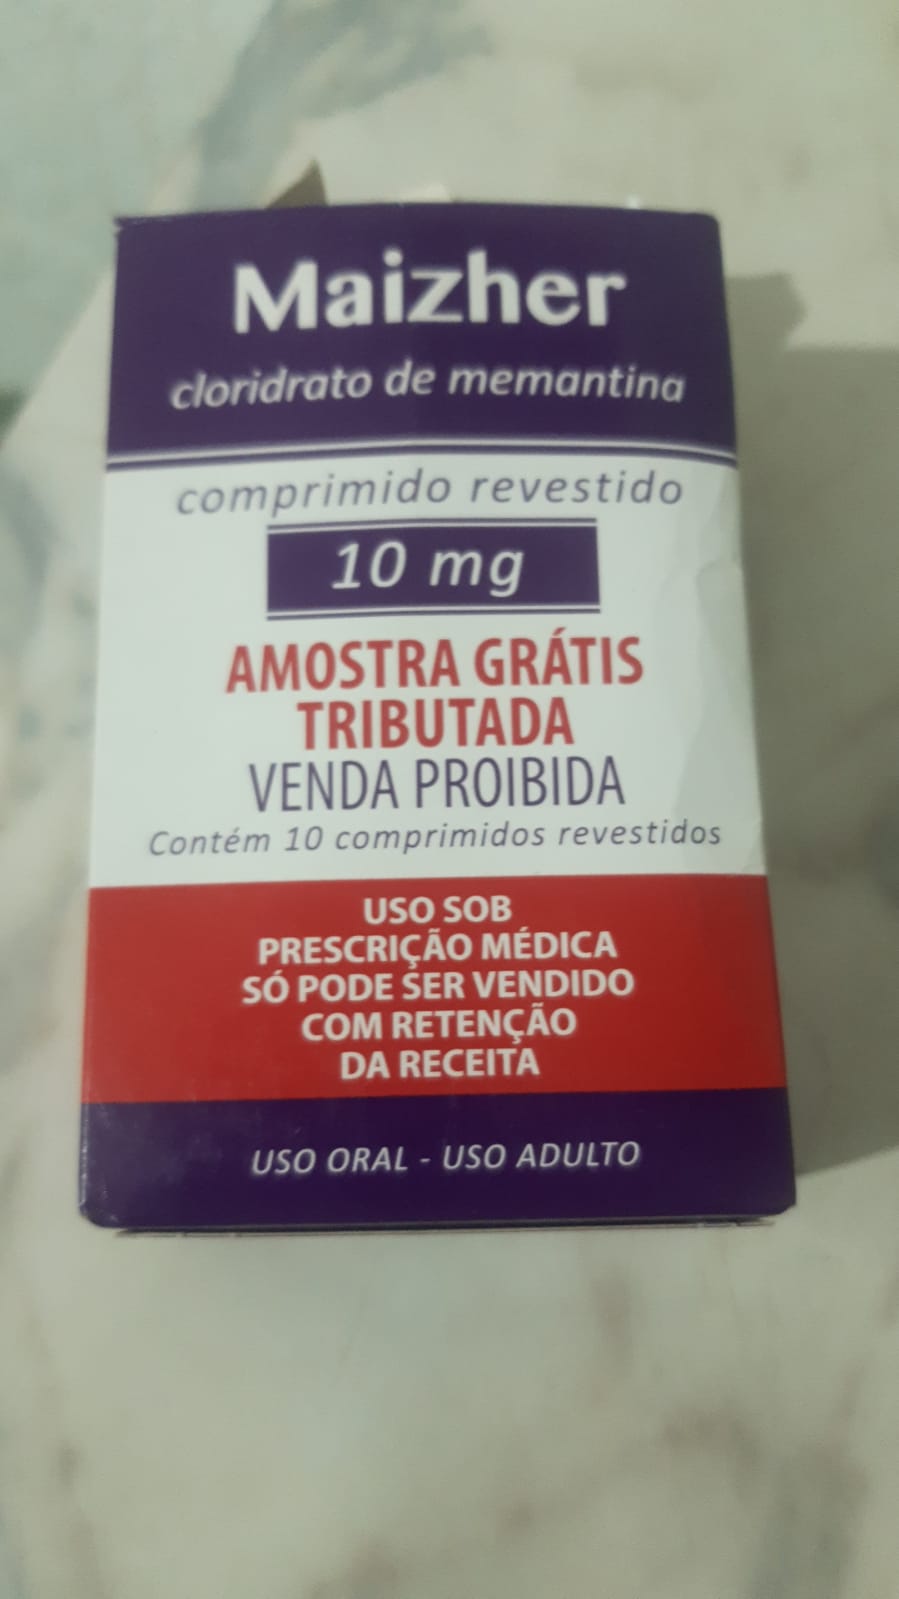 Maizher
cloridrato de memantina
comprimido revestido
10 mg
AMOSTRA GRÁTIS
TRIBUTADA
VENDA PROIBIDA
Contém 10 comprimidos revestidos
USO SOB
PRESCRIÇÃO MÉDICA
SÓ PODE SER VENDIDO
COM RETENÇÃO
DA RECEITA
USO ORAL - USO ADULTO